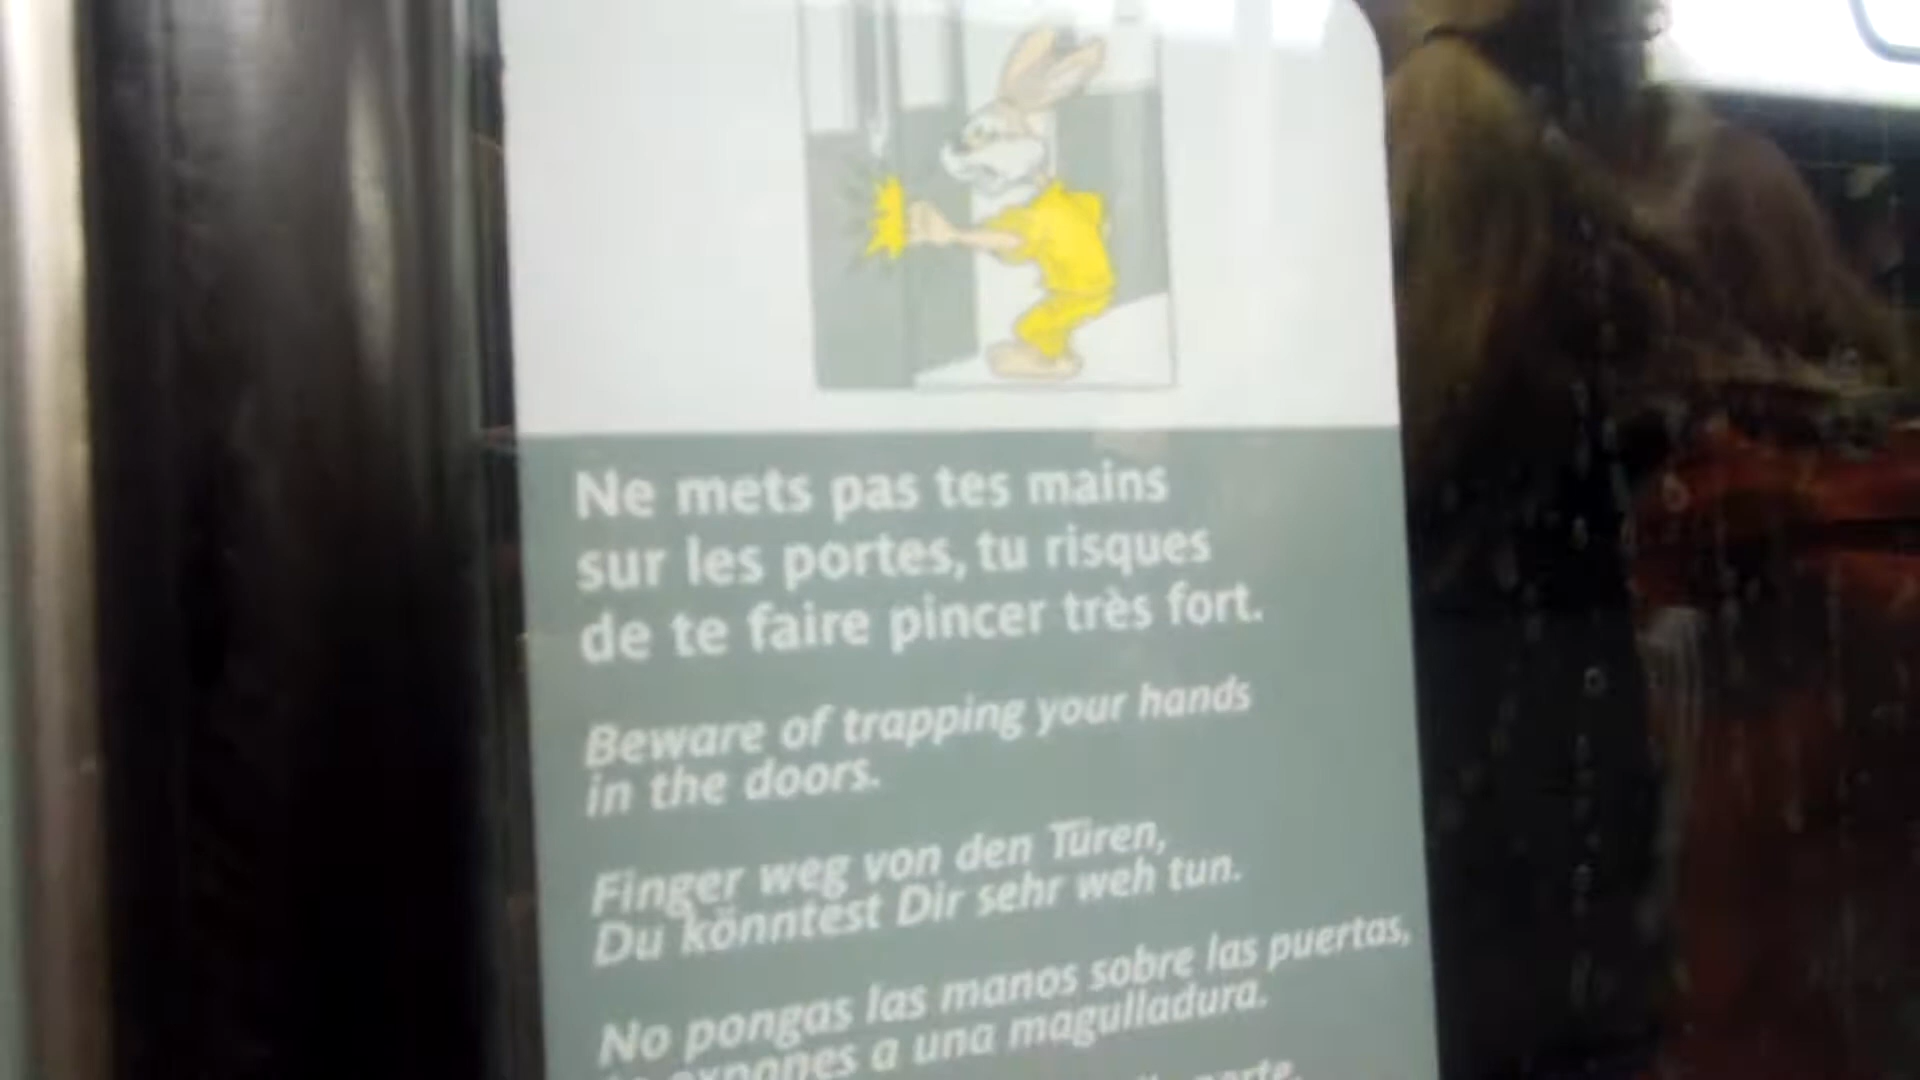 Ne mets pas tes mains
sur les portes, tu risques
de te faire pincer très fort.
Beware of trapping your hands
in the doors.
Finger weg von den Türen,
Du könntest Dir sehr weh tun.
No pongas las manos sobre las puertas,
expones a una magulladura.
porte.